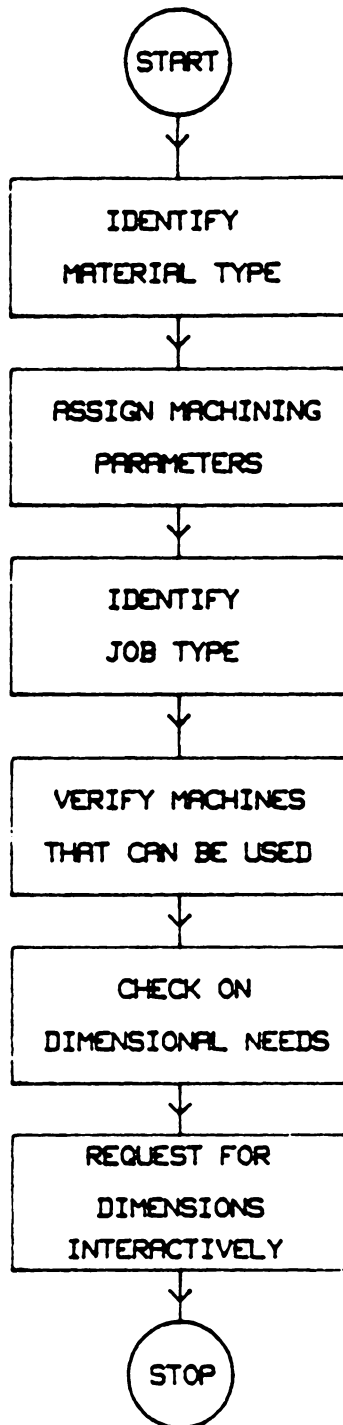 START
IDENTIFY
MATERIAL TYPE
ASSIGN MACHINING
PARAMETERS
IDENTIFY
JOB TYPE
VERIFY MACHINES
THAT CAN BE USED
CHECK ON
DIMENSIONAL NEEDS
REQUEST FOR
DIMENSIONS
INTERACTIVELY
STOP